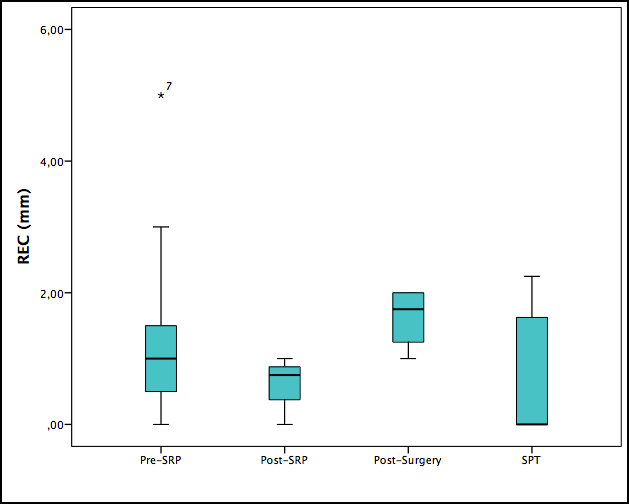 6,00
4,00
2,00
,00
REC (mm)
*7
Pre-SRP
Post-SRP
Post-Surgery
SPT